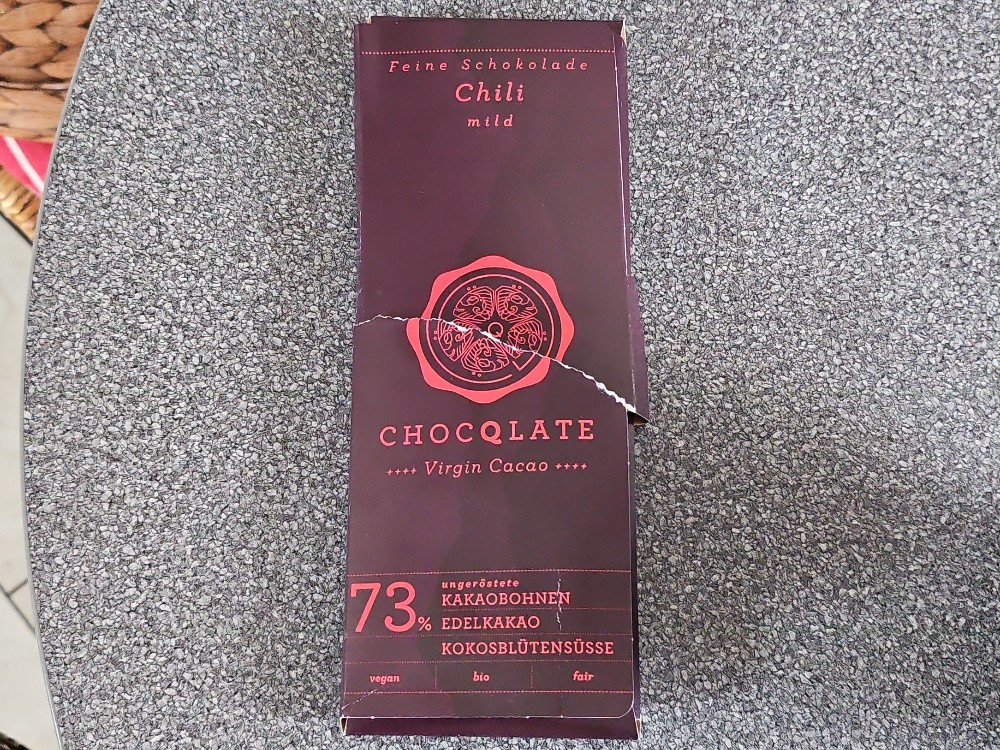 Feine Schokolade
Chili
mild
Q
CHOCQLATE
++++ Virgin Cacao ++++
73%
ungeröstete
KAKAOBOHNEN
EDELKAKAO
KOKOSBLÜTENSÜSSE
vegan bio fair